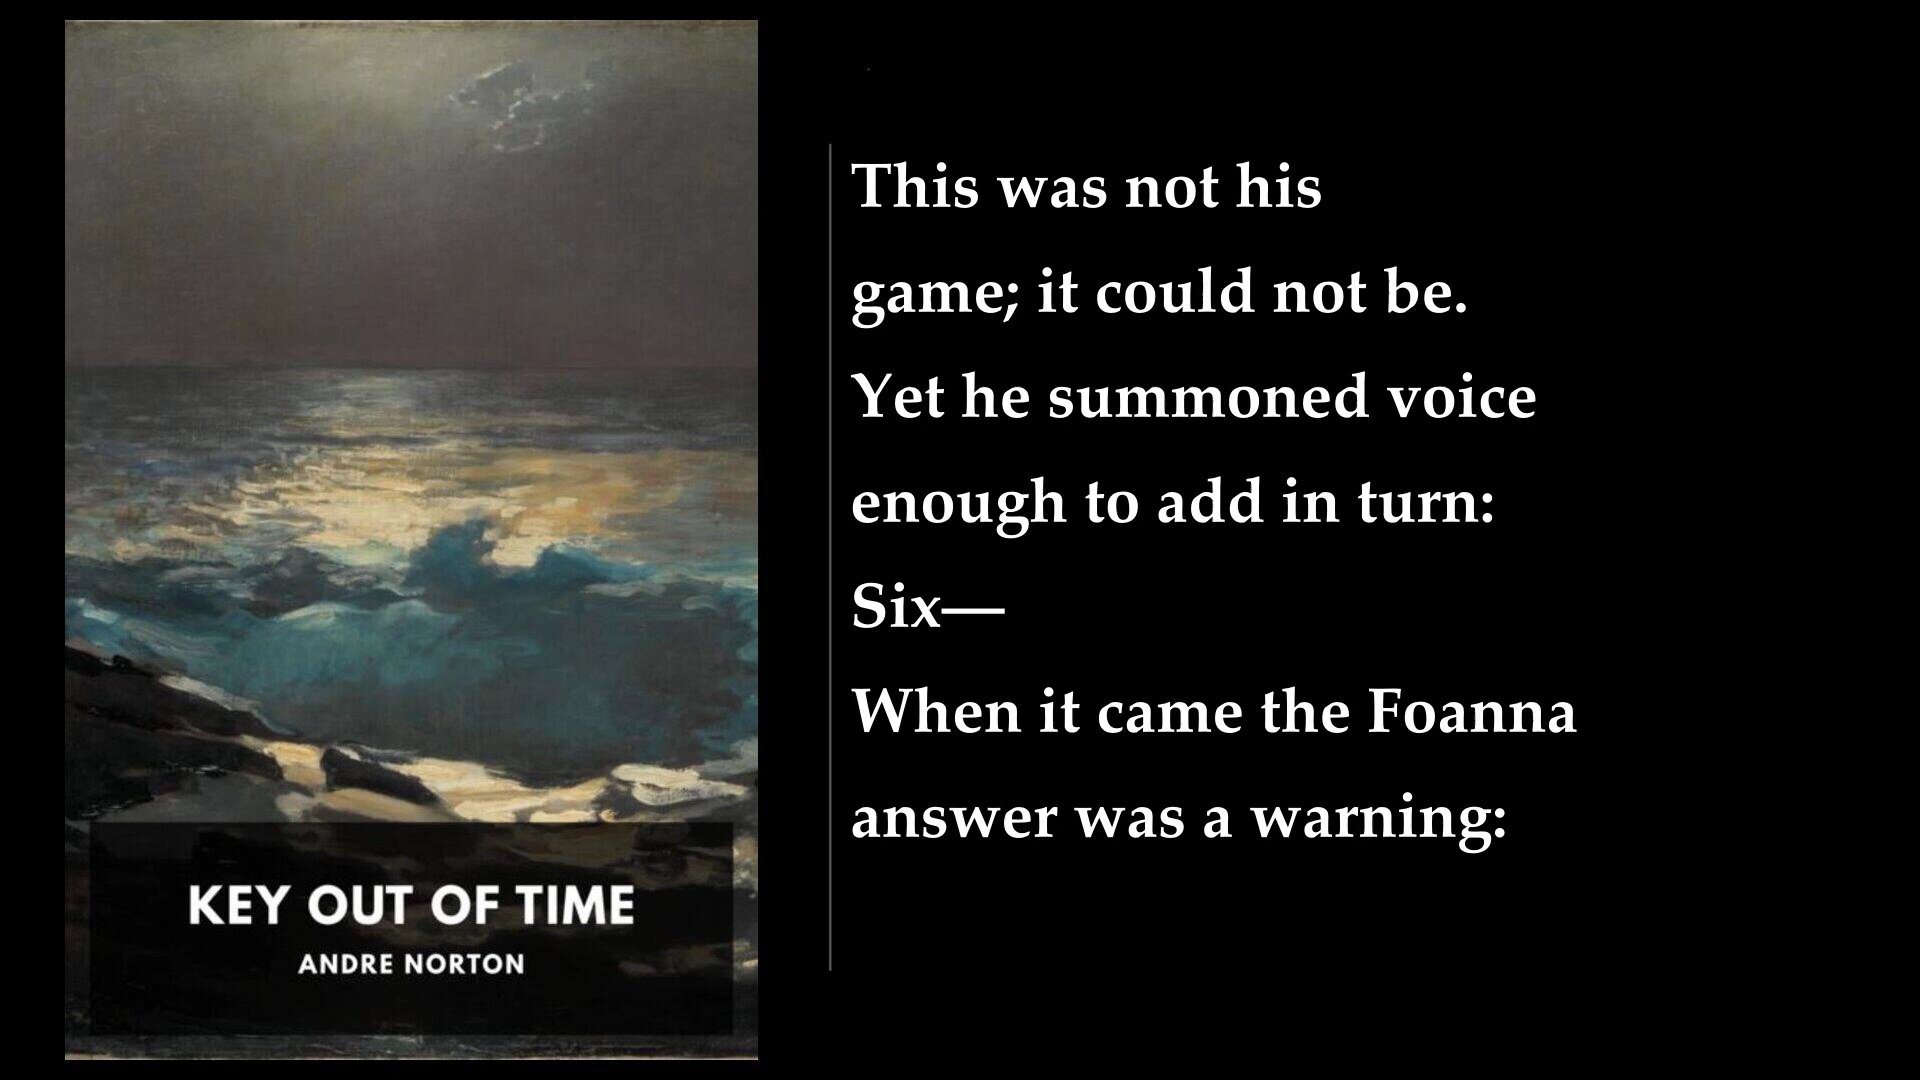 KEY OUT OF TIME
ANDRE NORTON
This was not his
game; it could not be.
Yet he summoned voice
enough to add in turn:
Six—
When it came the Foanna
answer was a warning: